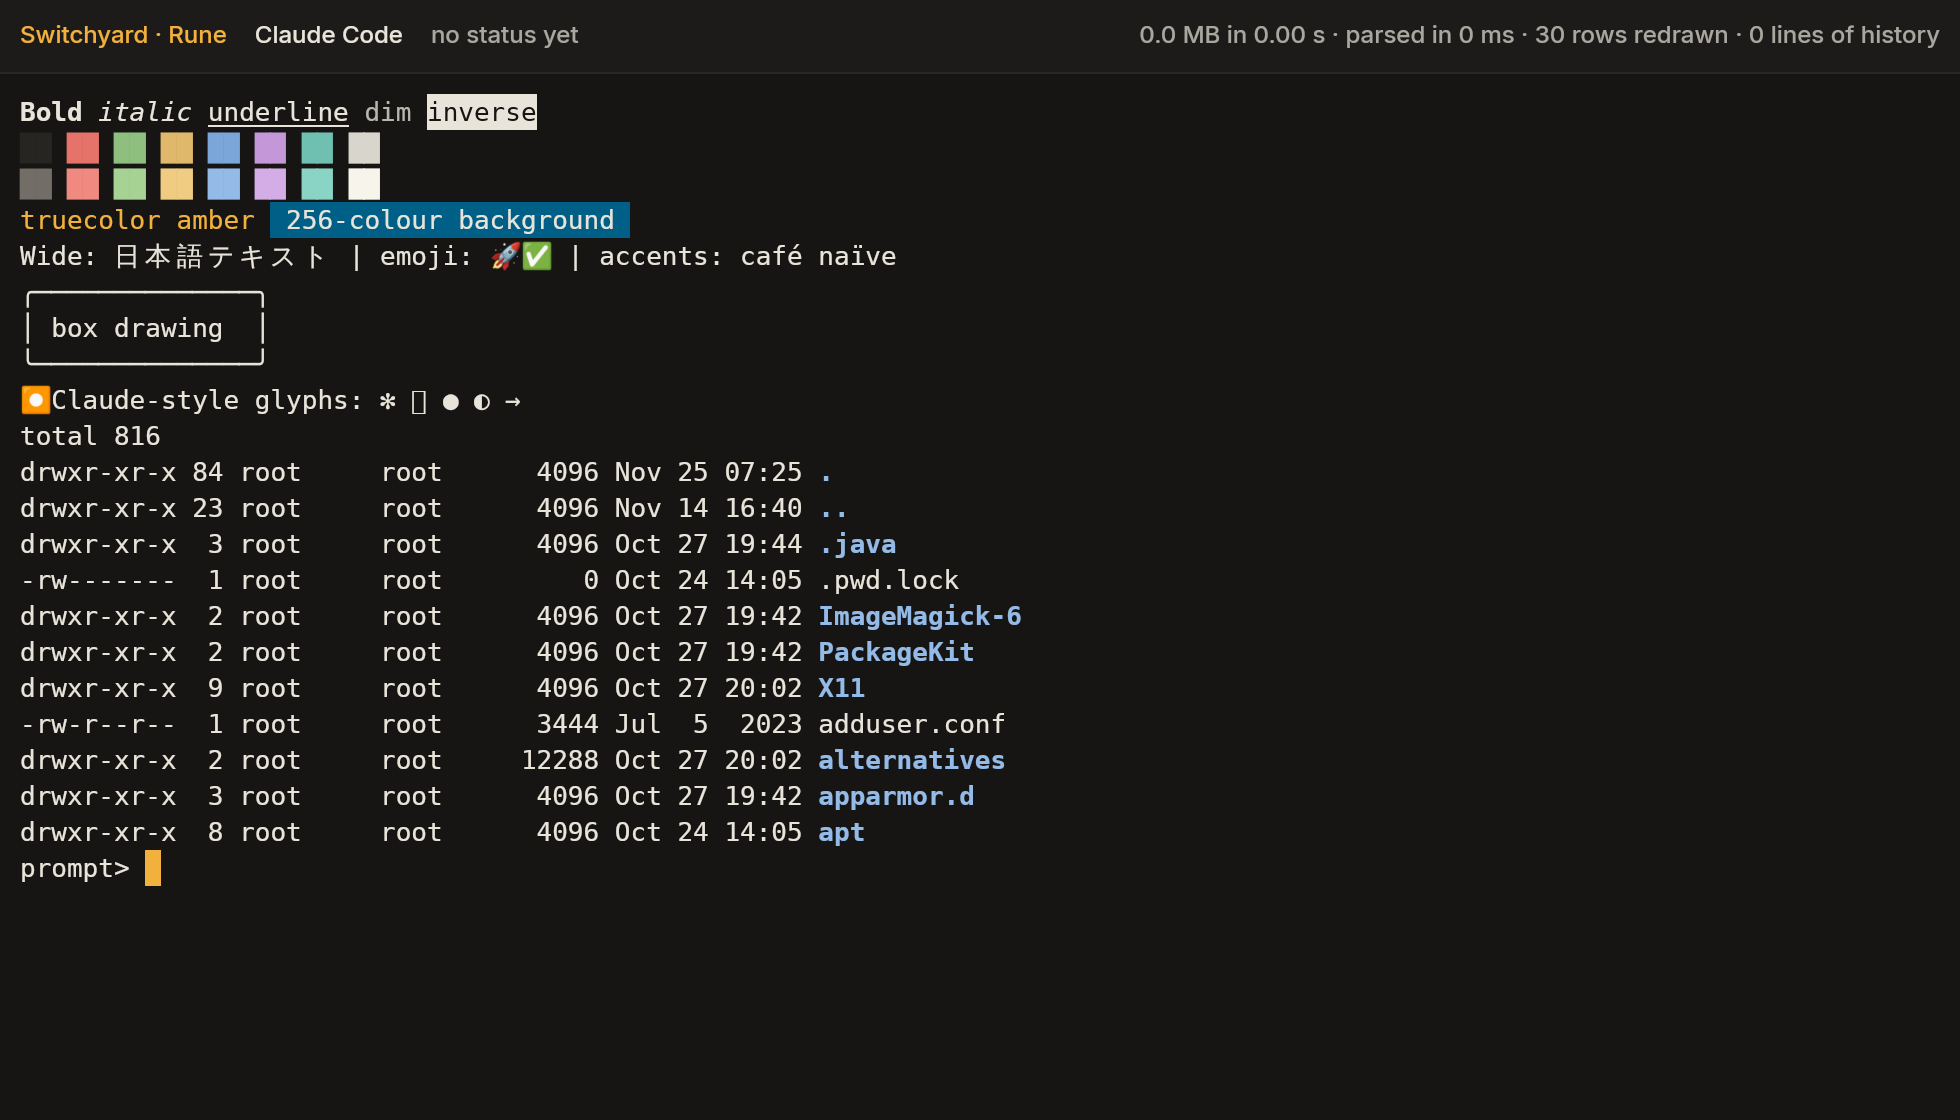 Switchyard · Rune Claude Code no status yet 0.0 MB in 0.00 s · parsed in 0 ms · 30 rows redrawn · 0 lines of history
Bold italic underline dim inverse
truecolor amber 256-colour background
Wide: 日本語テキスト | emoji: 🚀✅ | accents: café naïve
box drawing
⏺Claude-style glyphs: ✻ ● ◐ →
total 816
drwxr-xr-x 84 root     root      4096 Nov 25 07:25 .
drwxr-xr-x 23 root     root      4096 Nov 14 16:40 ..
drwxr-xr-x  3 root     root      4096 Oct 27 19:44 .java
-rw-------  1 root     root         0 Oct 24 14:05 .pwd.lock
drwxr-xr-x  2 root     root      4096 Oct 27 19:42 ImageMagick-6
drwxr-xr-x  2 root     root      4096 Oct 27 19:42 PackageKit
drwxr-xr-x  9 root     root      4096 Oct 27 20:02 X11
-rw-r--r--  1 root     root      3444 Jul  5  2023 adduser.conf
drwxr-xr-x  2 root     root     12288 Oct 27 20:02 alternatives
drwxr-xr-x  3 root     root      4096 Oct 27 19:42 apparmor.d
drwxr-xr-x  8 root     root      4096 Oct 24 14:05 apt
prompt>